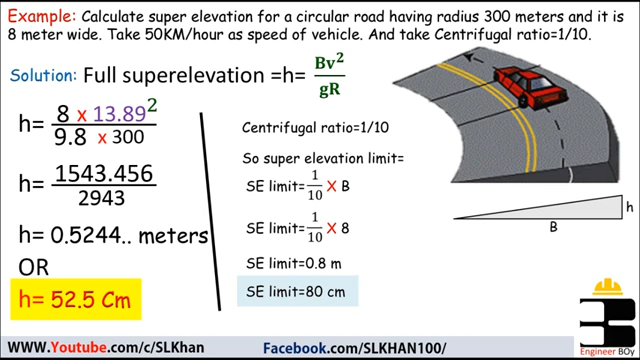 Example: Calculate super elevation for a circular road having radius 300 meters and it is
8 meter wide. Take 50KM/hour as speed of vehicle. And take Centrifugal ratio=1/10.
Solution: Full superelevation =h= Bv²/gR
h= 8 x 13.89² / 9.8 x 300
h= 1543.456 / 2943
h= 0.5244.. meters
OR
h= 52.5 Cm
Centrifugal ratio=1/10
So super elevation limit=
SE limit= 1/10 X B
SE limit= 1/10 X 8
SE limit=0.8 m
SE limit=80 cm
h
B
WWW.Youtube.com/c/SLKhan
Facebook.com/SLKHAN100/
Engineer BOy